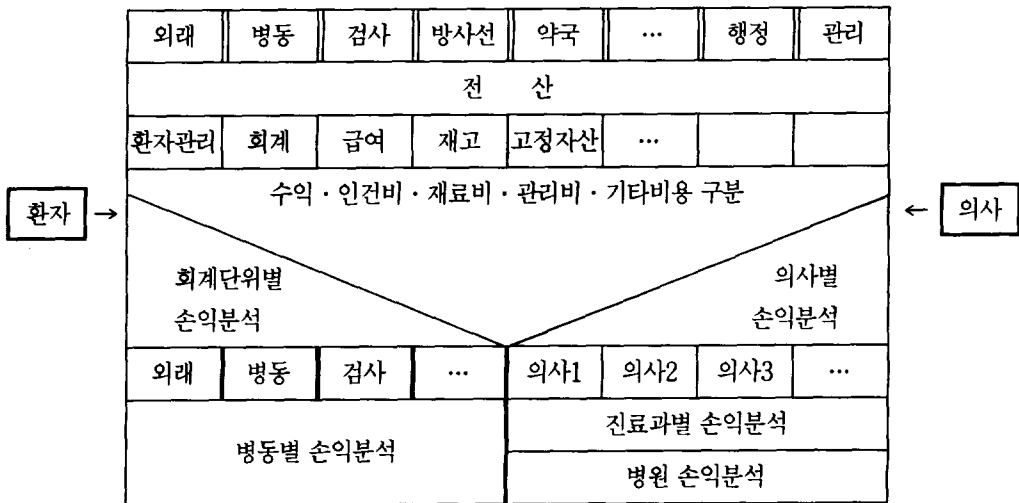 외래 병동 검사 방사선 약국 … 행정 관리
전 산
환자관리 회계 급여 재고 고정자산 …
수익·인건비·재료비·관리비·기타비용 구분
환자 → ← 의사
회계단위별
손익분석
의사별
손익분석
외래 병동 검사 … 의사1 의사2 의사3 …
병동별 손익분석
진료과별 손익분석
병원 손익분석